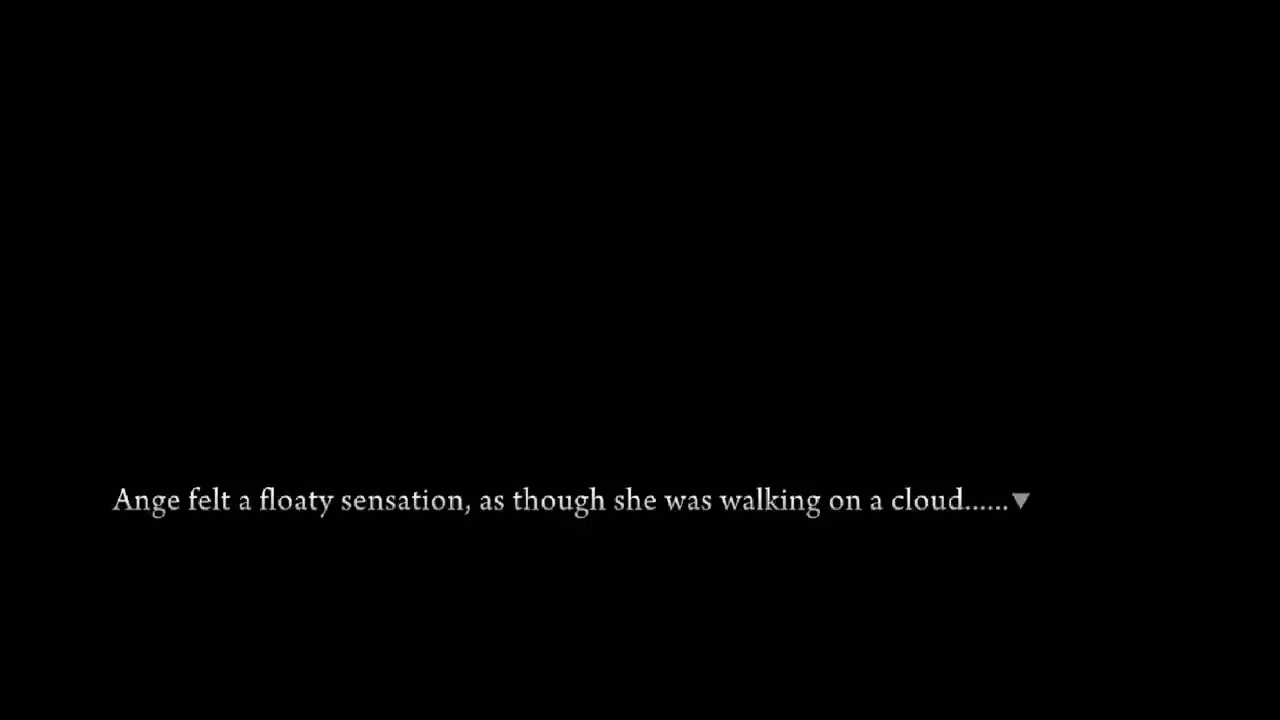 Ange felt a floaty sensation, as though she was walking on a cloud......▼